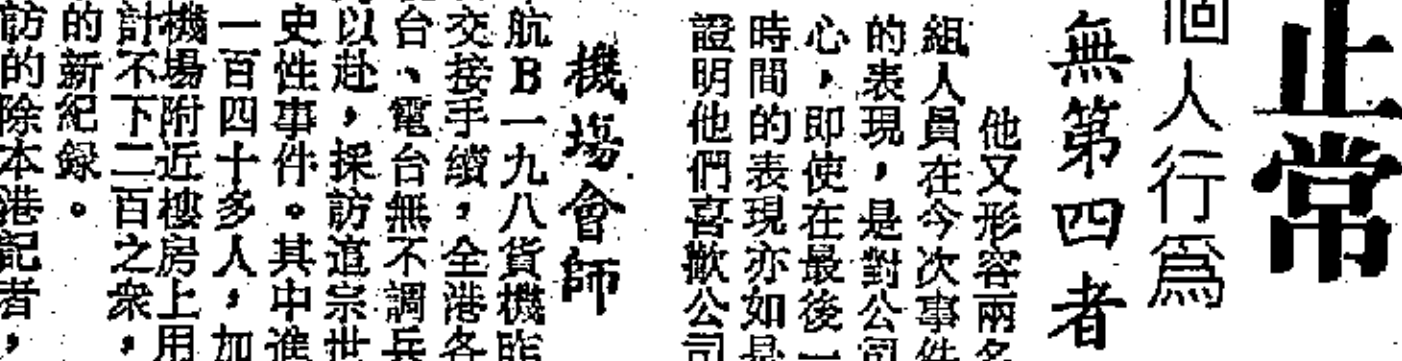 止常
個人行為
無第四者
他又形容兩名
組人員在今次事件
的表現，是對公司
心，即使在最後一
時間的表現亦如是
證明他們喜歡公司
機場會師
航B一九八貨機臨
交接手續，全港各
台、電台無不調兵
以赴，採訪這宗世
史性事件。其中進
一百四十多人，加
機場附近樓房上用
計不下二百之衆，
的新紀録。
訪的除本港記者，